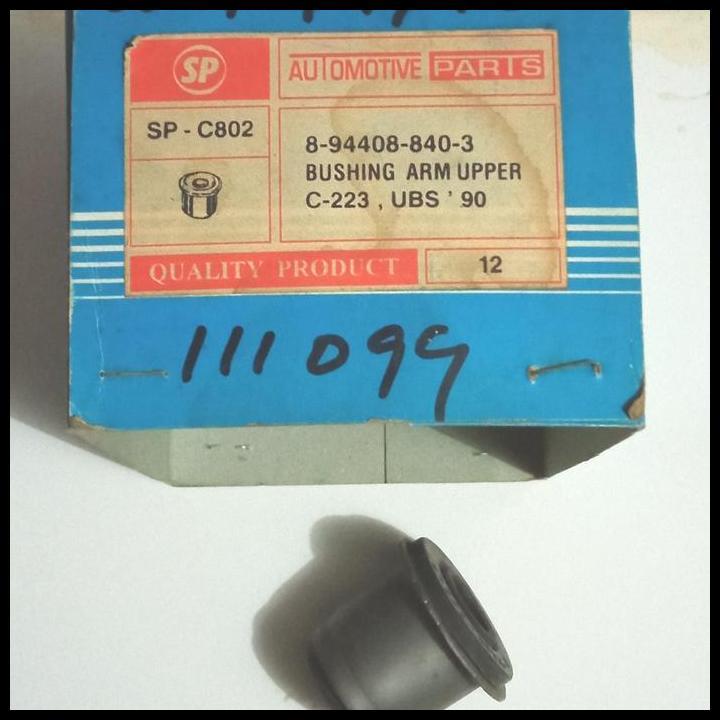 SP
AUTOMOTIVE PARTS
SP - C802
8-94408-840-3
BUSHING ARM UPPER
C-223 , UBS ' 90
QUALITY PRODUCT
12
111099